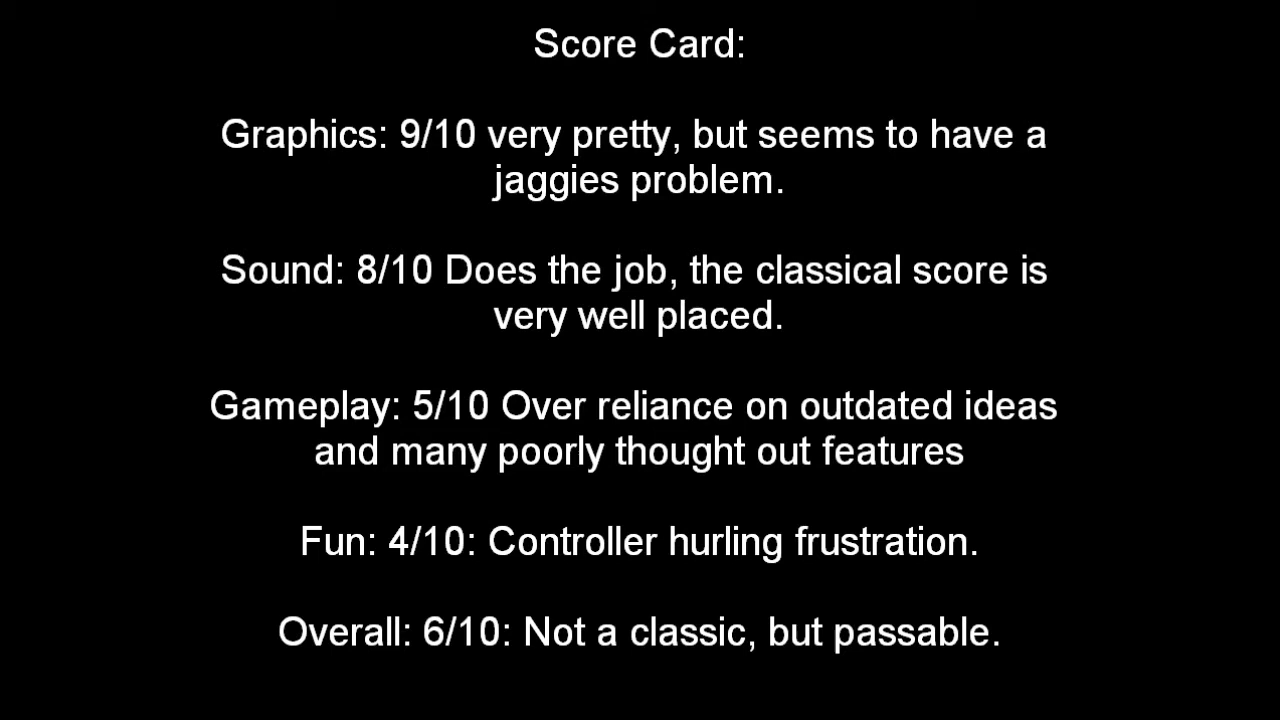 Score Card:
Graphics: 9/10 very pretty, but seems to have a
jaggies problem.
Sound: 8/10 Does the job, the classical score is
very well placed.
Gameplay: 5/10 Over reliance on outdated ideas
and many poorly thought out features
Fun: 4/10: Controller hurling frustration.
Overall: 6/10: Not a classic, but passable.